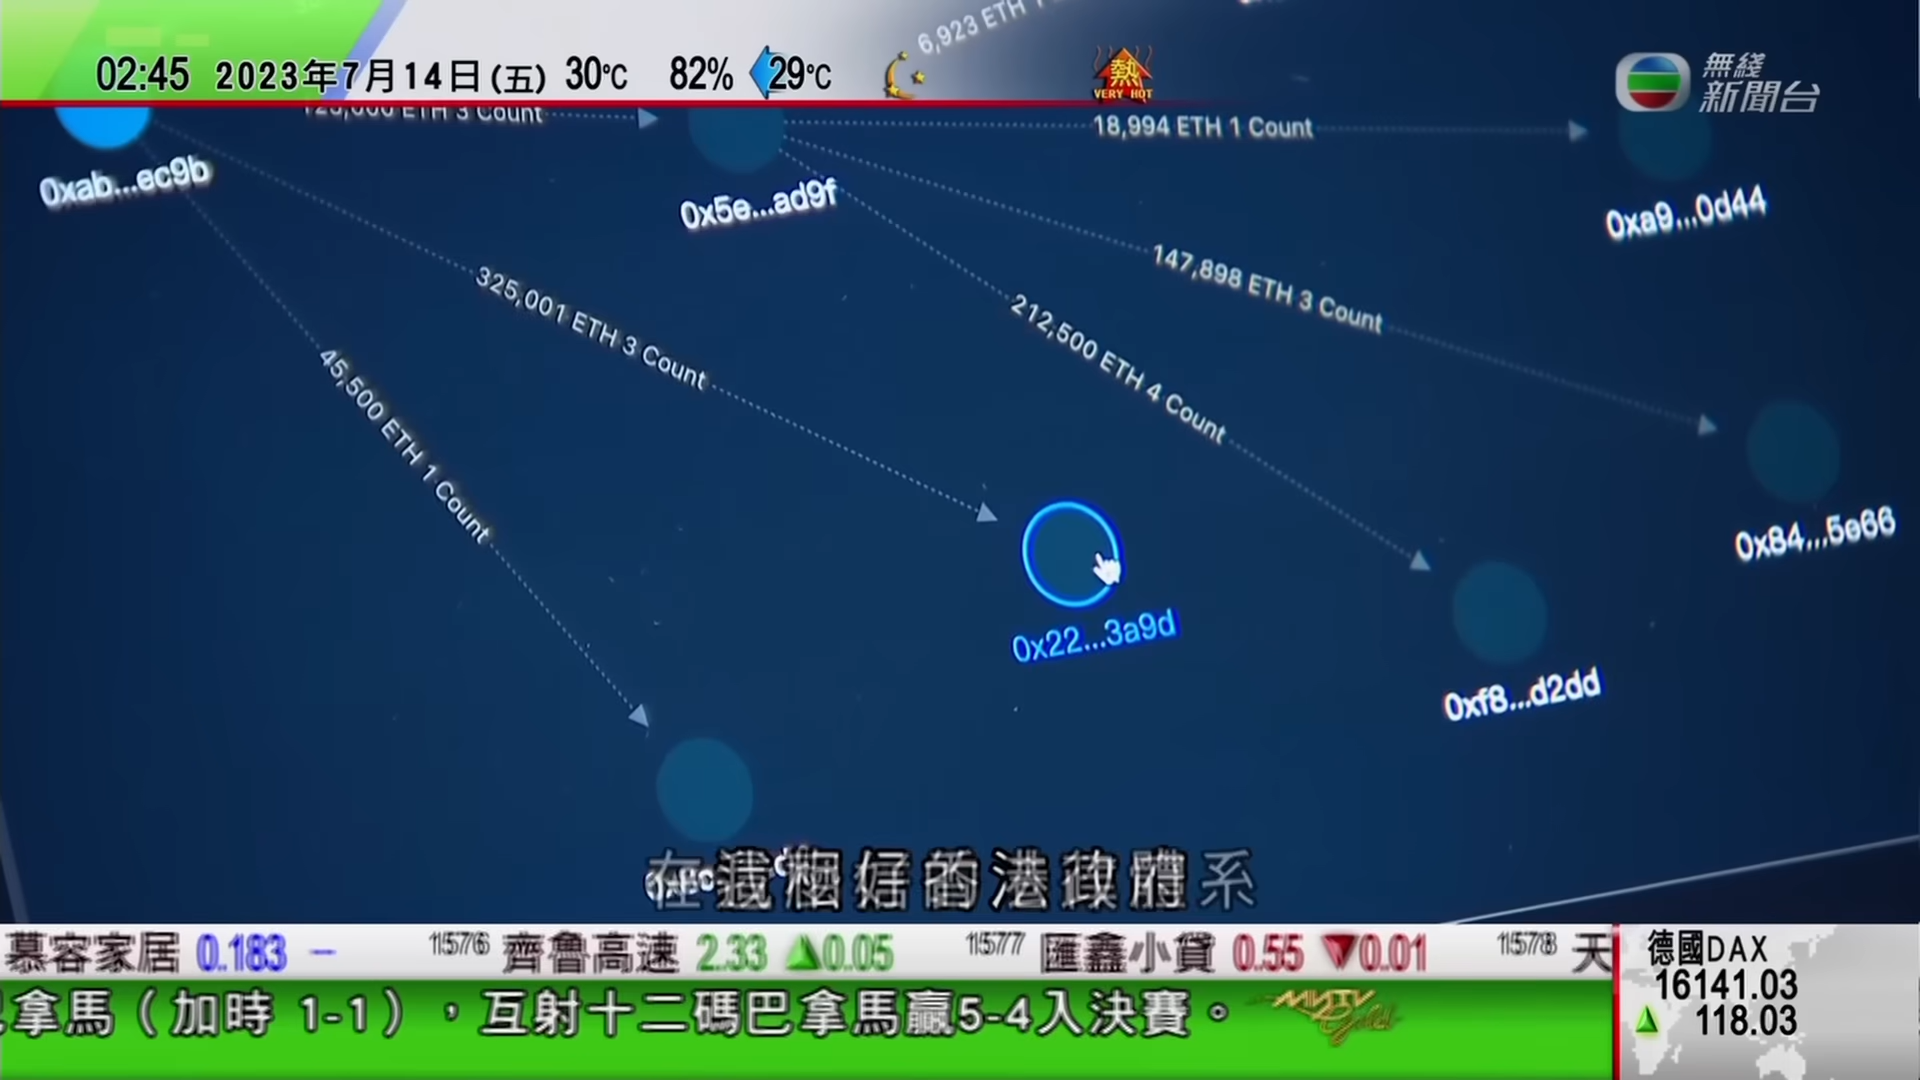 02:45 2023年7月14日(五) 30°C 82% 29°C
VERY HOT 熱
無綫
新聞台
6,923 ETH
3 Count
18,994 ETH 1 Count
0xab...ec9b
0x5e...ad9f
0xa9...0d44
325,001 ETH 3 Count
147,898 ETH 3 Count
212,500 ETH 4 Count
45,500 ETH 1 Count
0x84...5e66
0x22...3a9d
0xf8...d2dd
慕容家居 0.183 – 1576 齊魯高速 2.33 ▲0.05 1577 匯鑫小貸 0.55 ▼0.01 1578 天
德國DAX
16141.03
▲ 118.03
拿馬（加時 1-1），互射十二碼巴拿馬贏5-4入決賽。